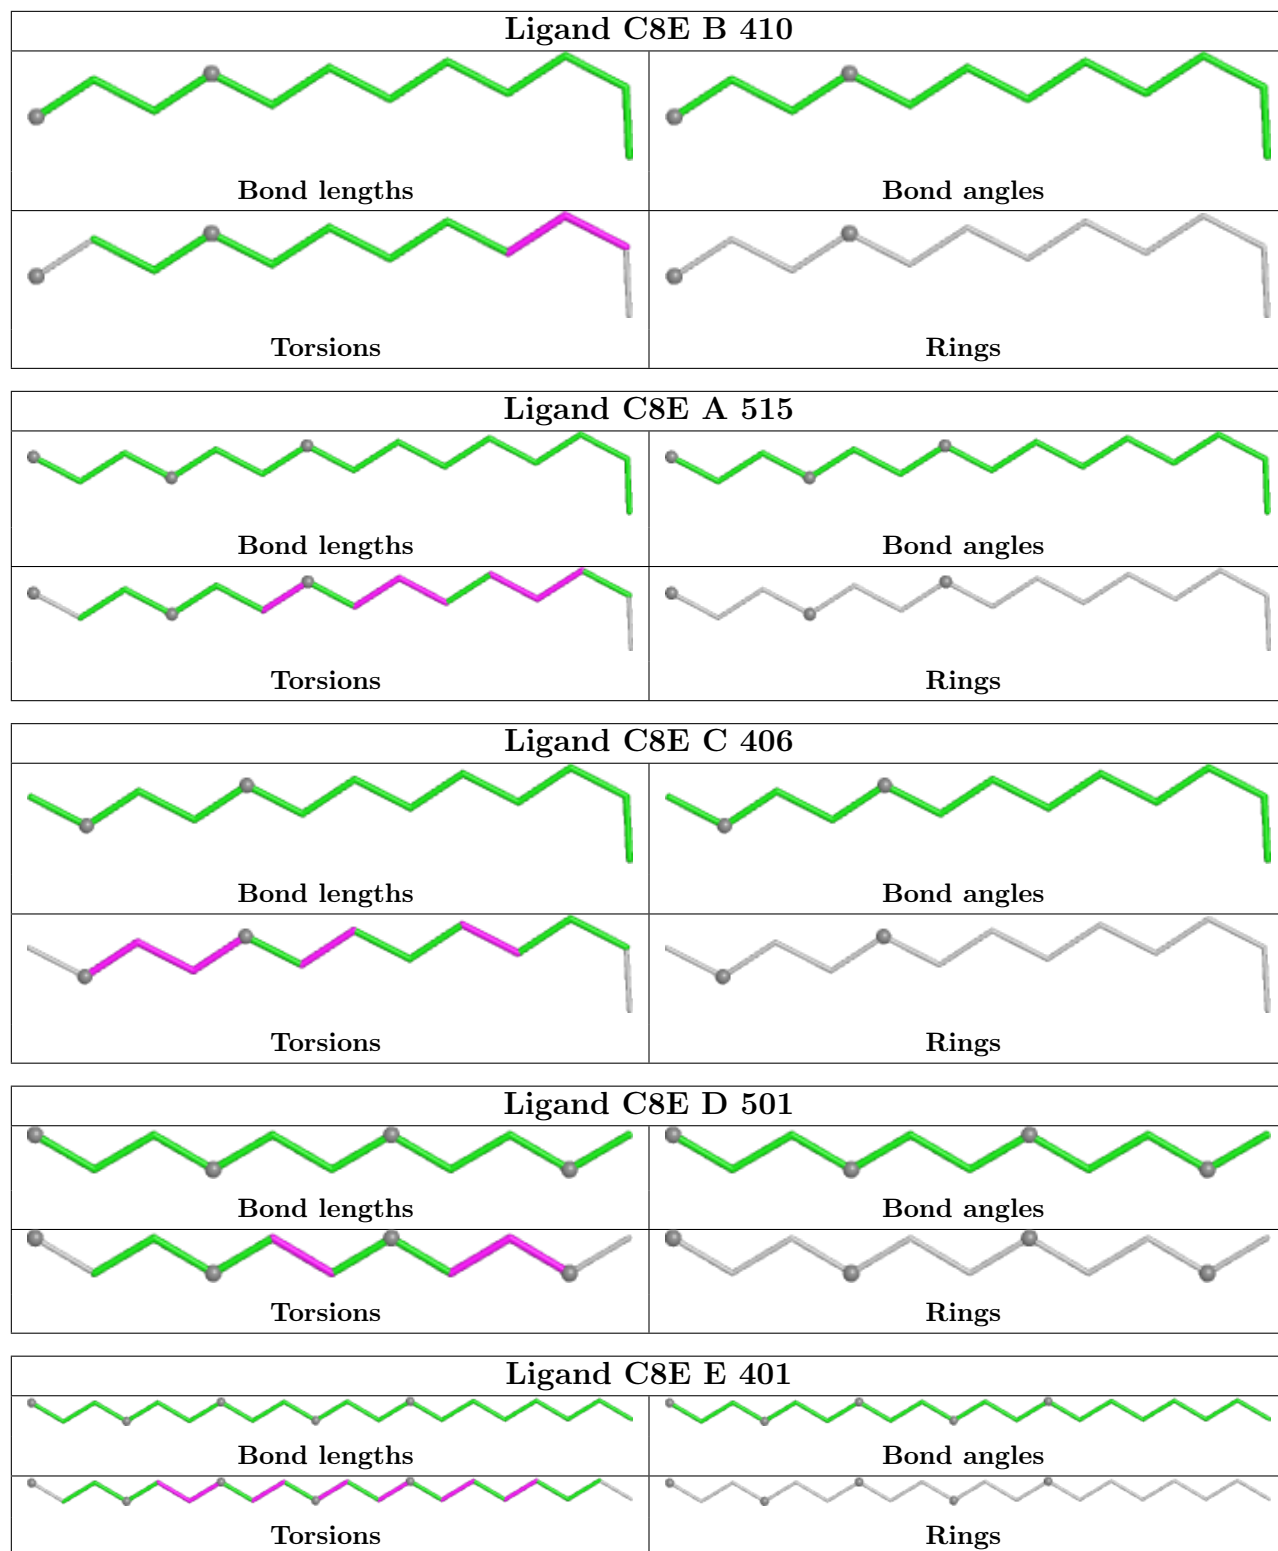 Ligand C8E B 410
Bond lengths
Bond angles
Torsions
Rings
Ligand C8E A 515
Bond lengths
Bond angles
Torsions
Rings
Ligand C8E C 406
Bond lengths
Bond angles
Torsions
Rings
Ligand C8E D 501
Bond lengths
Bond angles
Torsions
Rings
Ligand C8E E 401
Bond lengths
Bond angles
Torsions
Rings